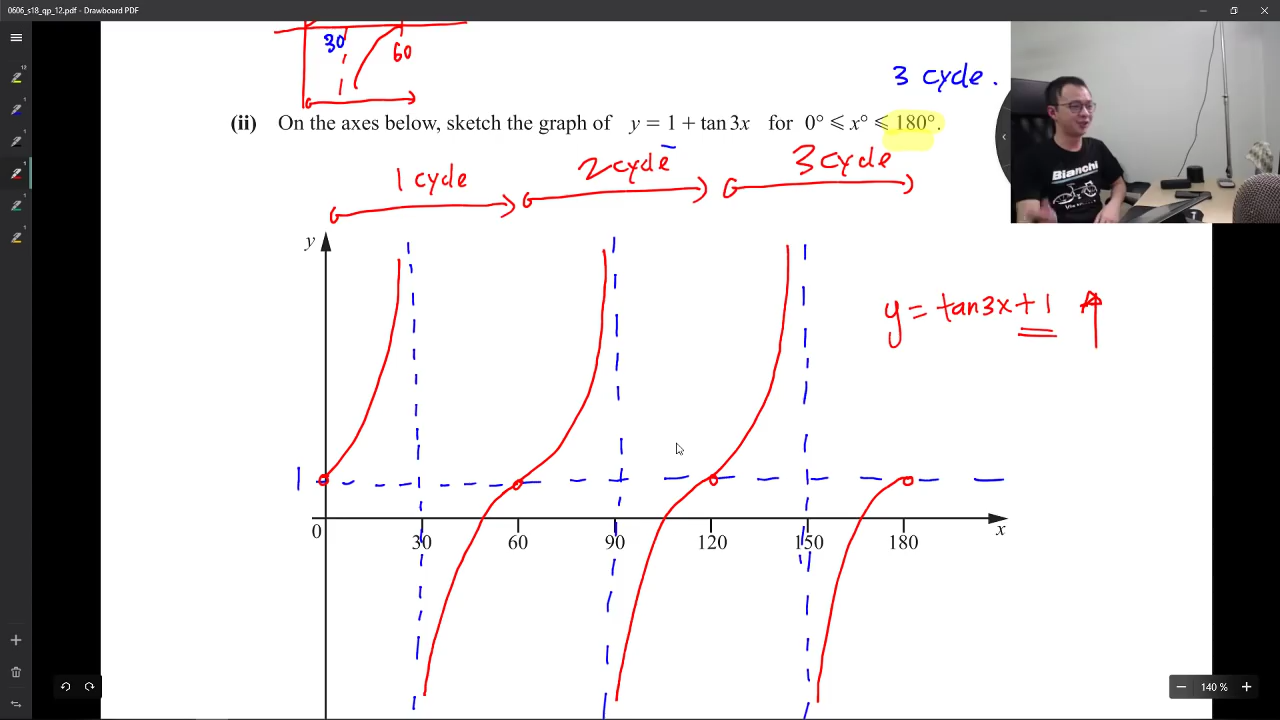 0606_s18_qp_12.pdf - Drawboard PDF
30
60
3 cycle.
(ii) On the axes below, sketch the graph of y = 1 + tan 3x for 0° ⩽ x° ⩽ 180°.
1 cycle
2 cycle
3 cycle
Bianchi
y
y = tan3x + 1
1
0
30
60
90
120
150
180
x
140 %